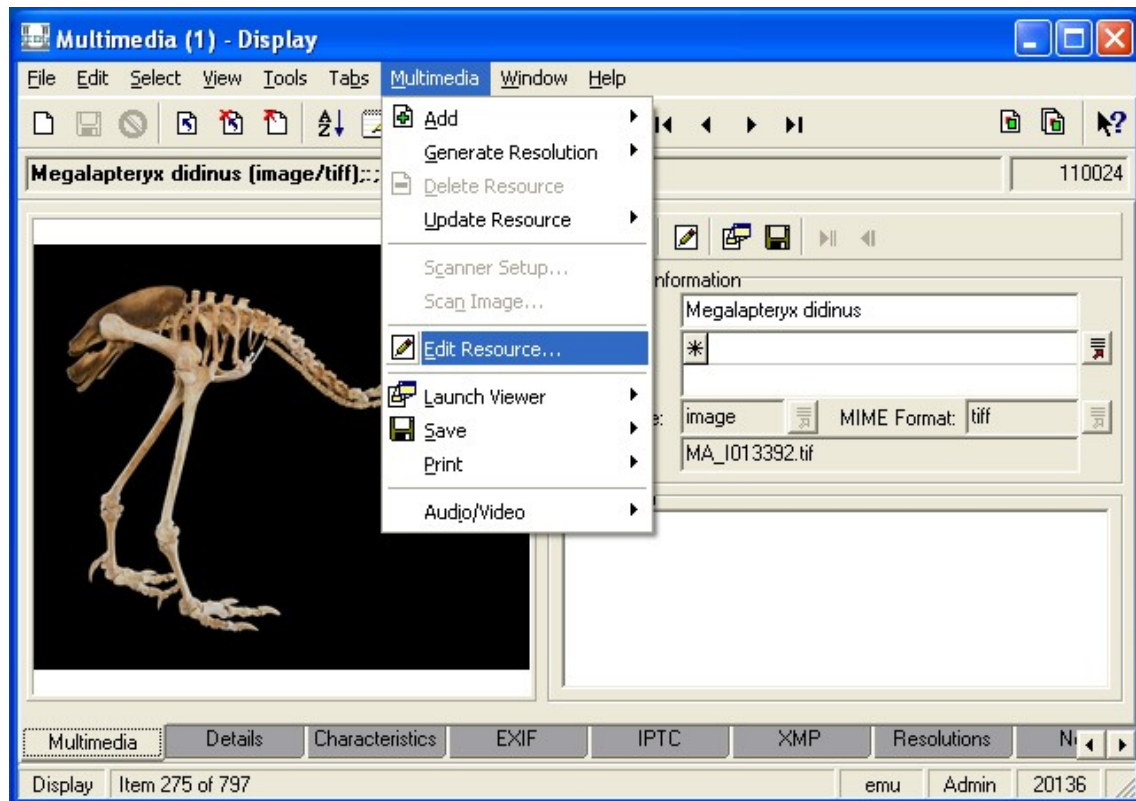 Multimedia (1) - Display
File Edit Select View Tools Tabs Multimedia Window Help
Megalapteryx didinus (image/tiff);:; 110024
Add
Generate Resolution
Delete Resource
Update Resource
Scanner Setup...
Scan Image...
Edit Resource...
Launch Viewer
Save
Print
Audio/Video
nformation
Megalapteryx didinus
e: image MIME Format: tiff
MA_I013392.tif
Multimedia Details Characteristics EXIF IPTC XMP Resolutions
Display Item 275 of 797 emu Admin 20136